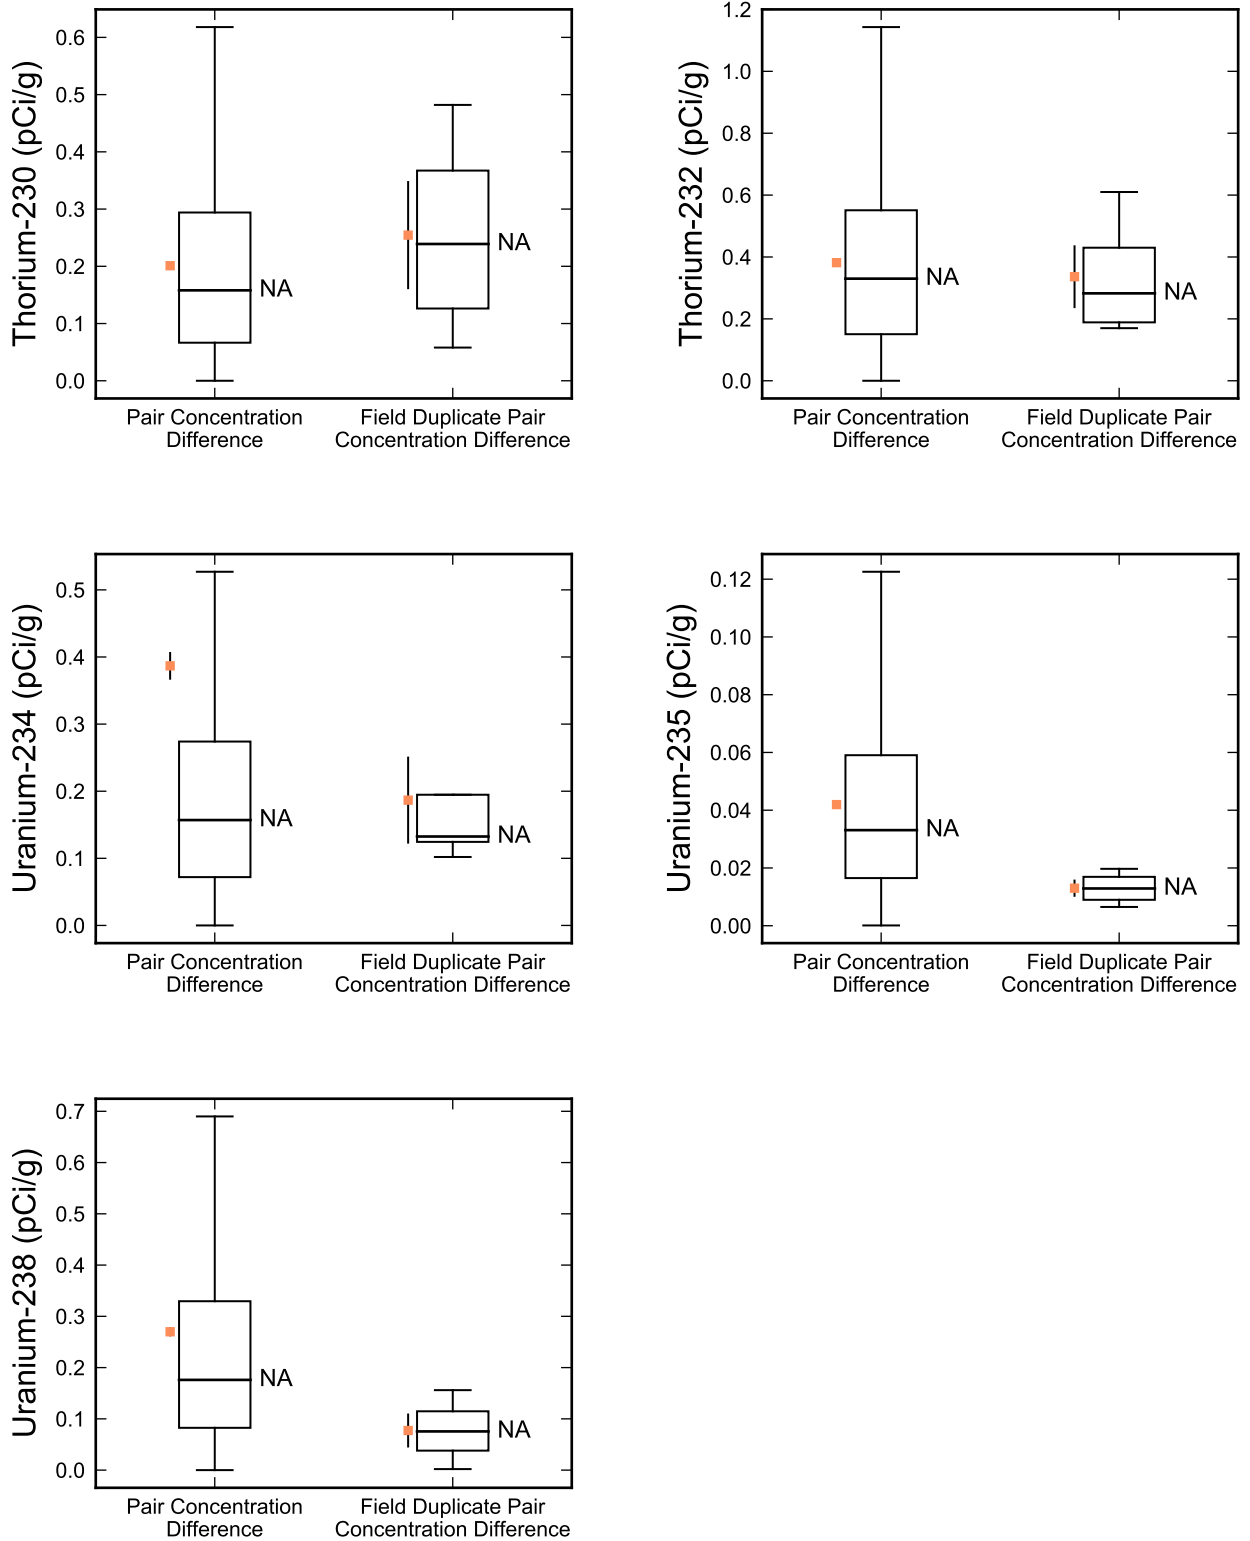 Thorium-230 (pCi/g)
0.6
0.5
0.4
0.3
0.2
0.1
0.0
NA
NA
Pair Concentration
Difference
Field Duplicate Pair
Concentration Difference
Thorium-232 (pCi/g)
1.2
1.0
0.8
0.6
0.4
0.2
0.0
NA
NA
Pair Concentration
Difference
Field Duplicate Pair
Concentration Difference
Uranium-234 (pCi/g)
0.5
0.4
0.3
0.2
0.1
0.0
NA
NA
Pair Concentration
Difference
Field Duplicate Pair
Concentration Difference
Uranium-235 (pCi/g)
0.12
0.10
0.08
0.06
0.04
0.02
0.00
NA
NA
Pair Concentration
Difference
Field Duplicate Pair
Concentration Difference
Uranium-238 (pCi/g)
0.7
0.6
0.5
0.4
0.3
0.2
0.1
0.0
NA
NA
Pair Concentration
Difference
Field Duplicate Pair
Concentration Difference